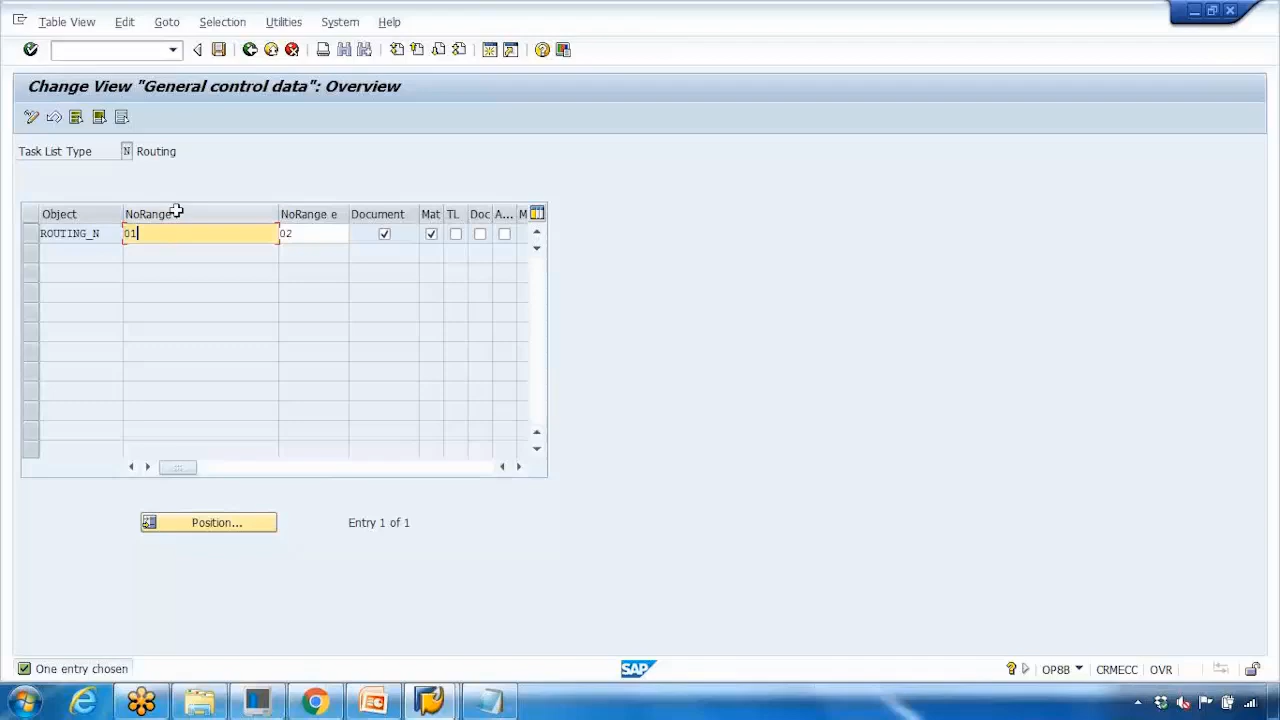 Table View Edit Goto Selection Utilities System Help
Change View "General control data": Overview
Task List Type N Routing
Object NoRange NoRange e Document Mat TL Doc A... M
ROUTING_N 01 02
Position... Entry 1 of 1
One entry chosen SAP OP8B CRMECC OVR